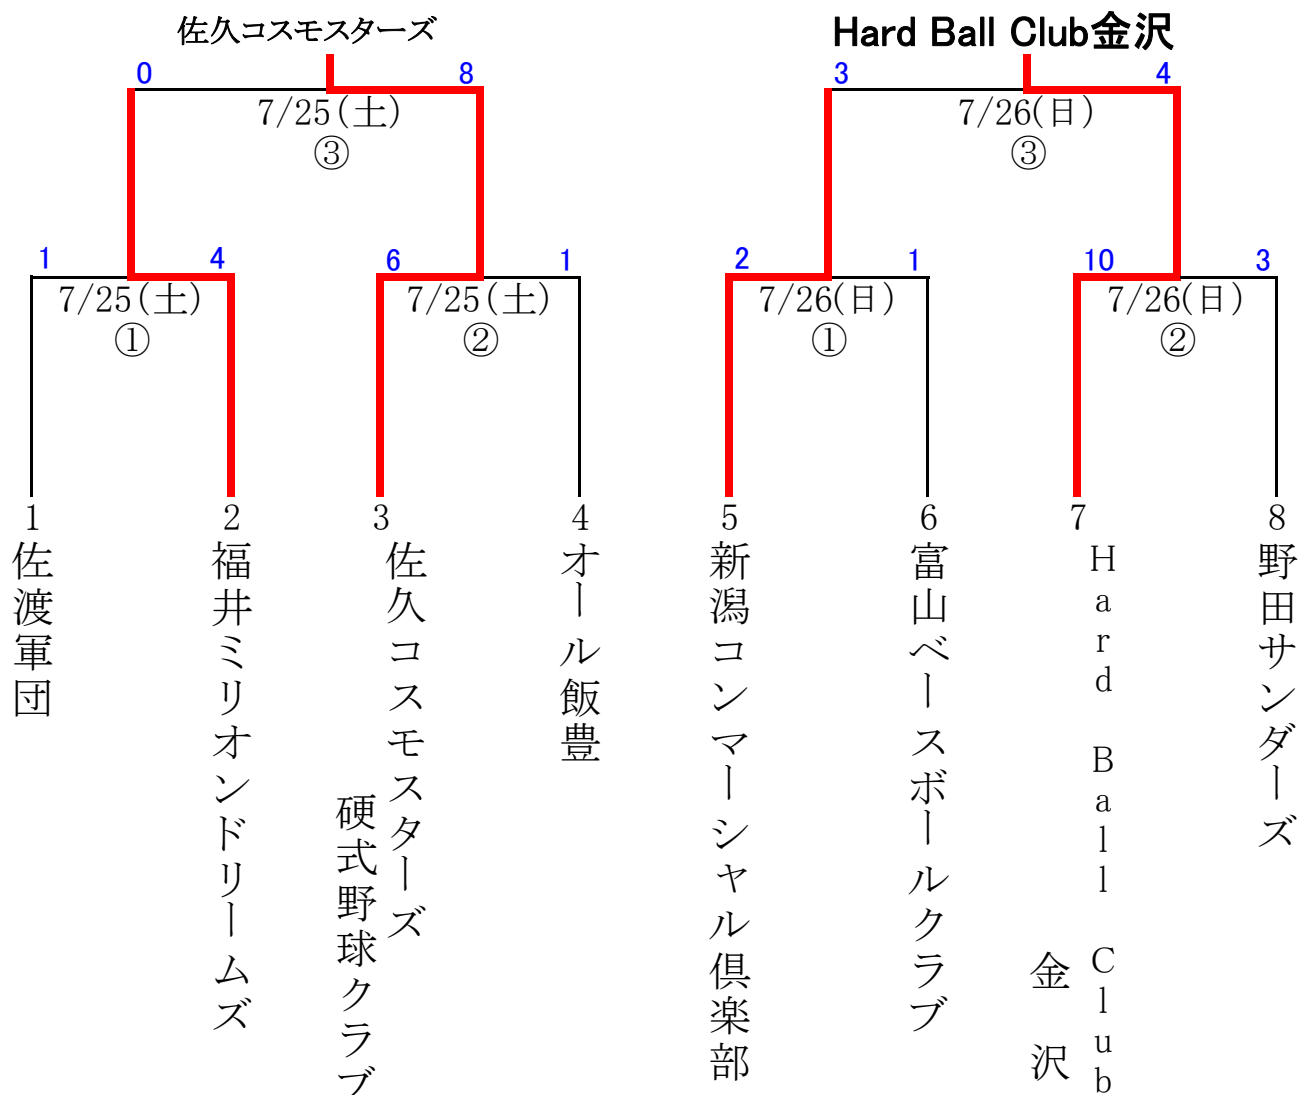 佐久コスモスターズ
Hard Ball Club金沢
0 8
3 4
7/25(土)
③
7/26(日)
③
1 4
6 1
2 1
10 3
7/25(土)
①
7/25(土)
②
7/26(日)
①
7/26(日)
②
1
佐渡軍団
2
福井ミリオンドリームズ
3
佐久コスモスターズ
硬式野球クラブ
4
オール飯豊
5
新潟コンマーシャル倶楽部
6
富山ベースボールクラブ
7
Hard Ball Club
金沢
8
野田サンダーズ